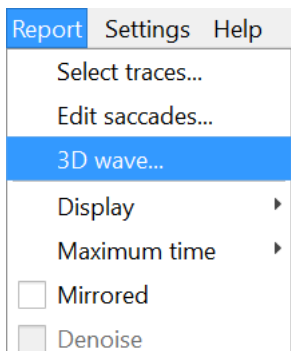 Report Settings Help
Select traces...
Edit saccades...
3D wave...
Display
Maximum time
Mirrored
Denoise